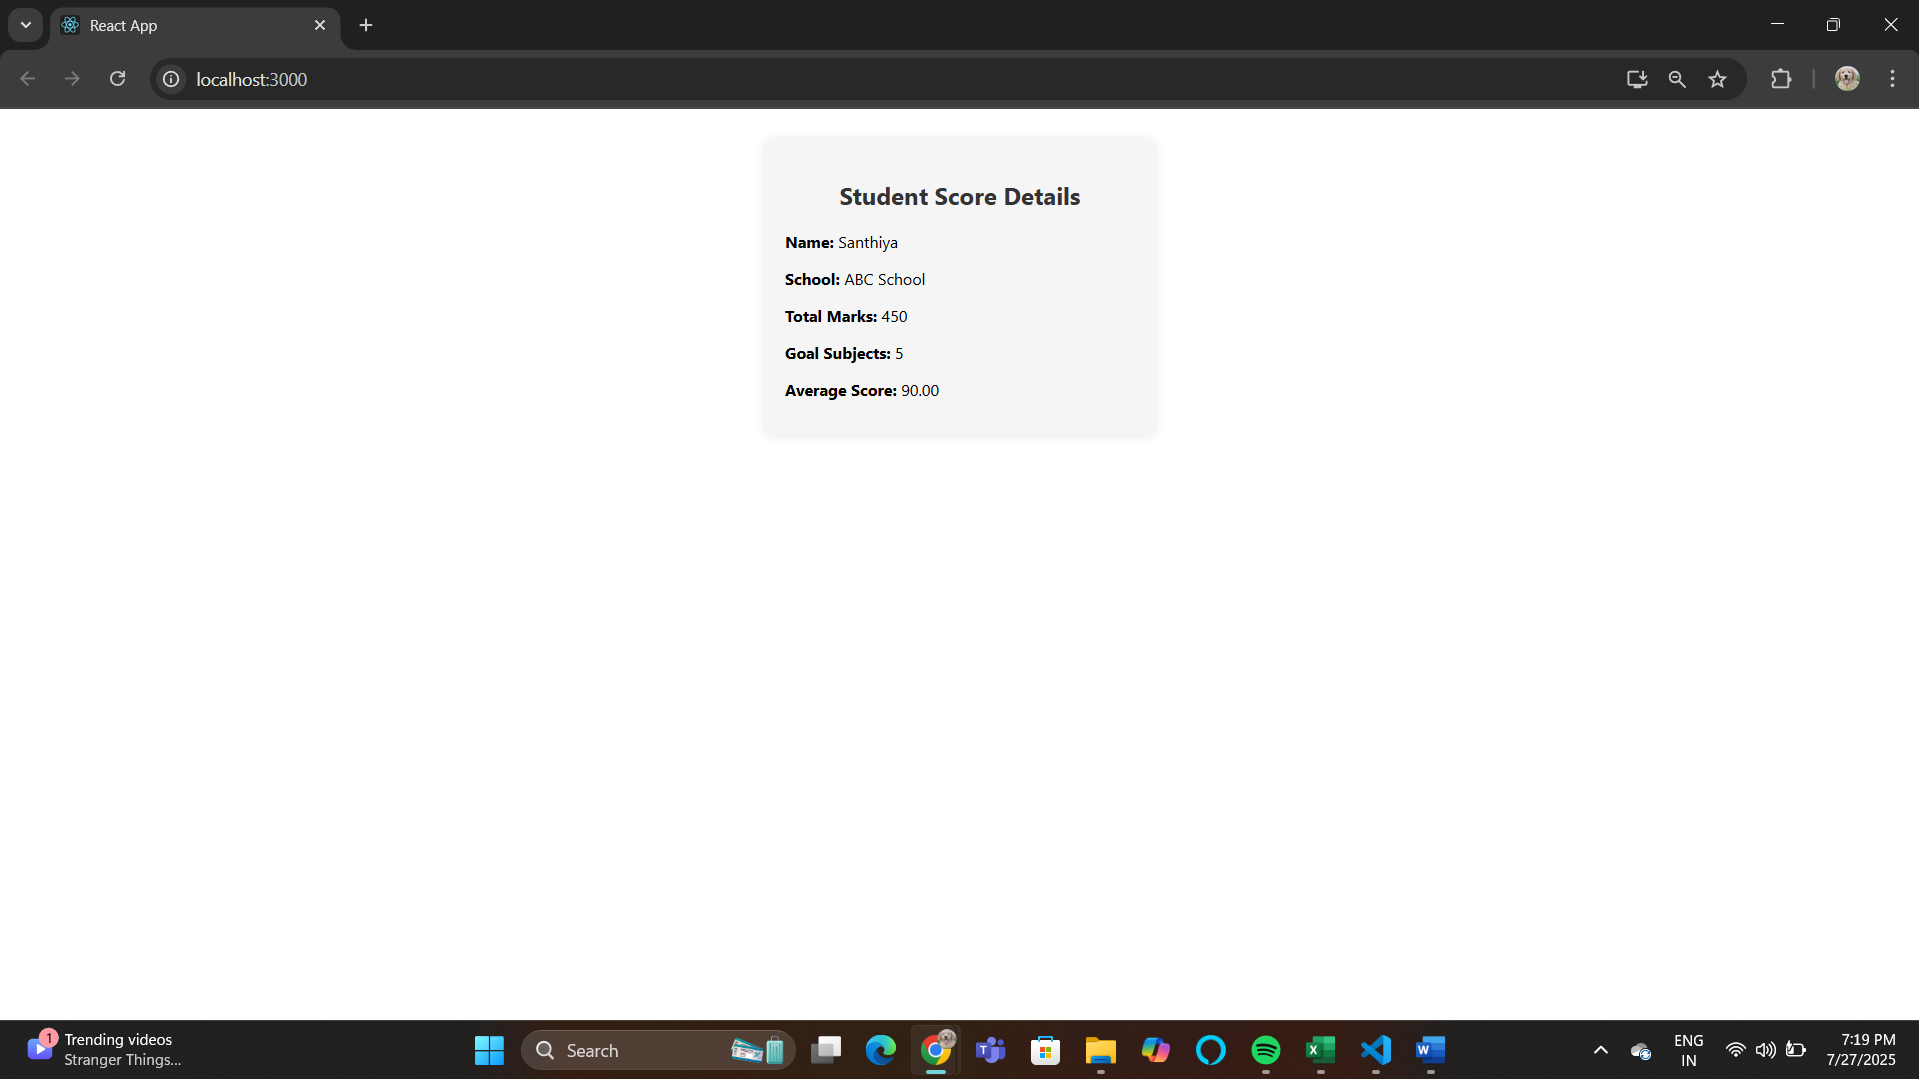 React App
localhost:3000
Student Score Details
Name: Santhiya
School: ABC School
Total Marks: 450
Goal Subjects: 5
Average Score: 90.00
1
Trending videos
Stranger Things...
Search
ENG
IN
7:19 PM
7/27/2025